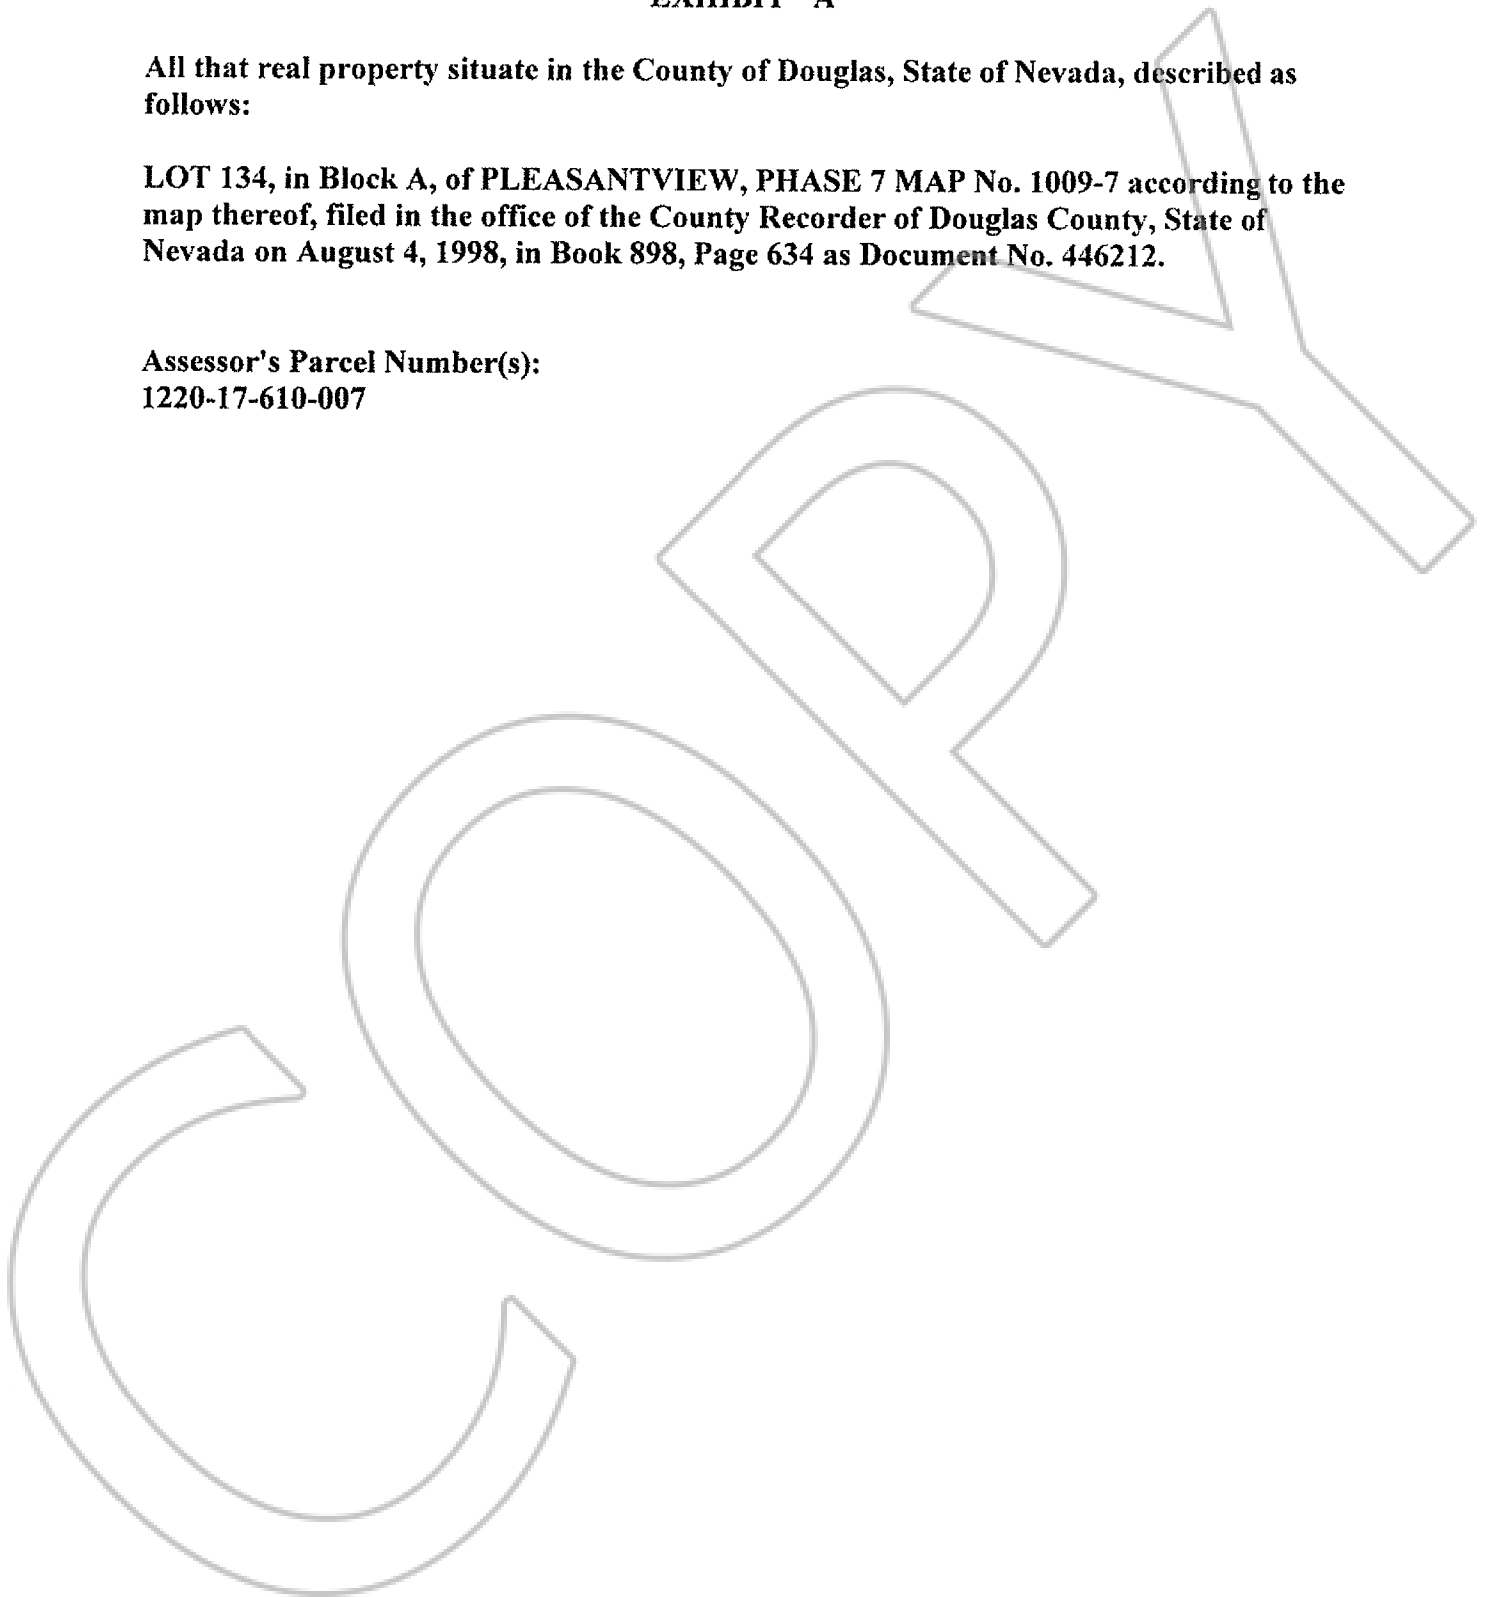 EXHIBIT A
All that real property situate in the County of Douglas, State of Nevada, described as
follows:
LOT 134, in Block A, of PLEASANTVIEW, PHASE 7 MAP No. 1009-7 according to the
map thereof, filed in the office of the County Recorder of Douglas County, State of
Nevada on August 4, 1998, in Book 898, Page 634 as Document No. 446212.
Assessor's Parcel Number(s):
1220-17-610-007
COPY